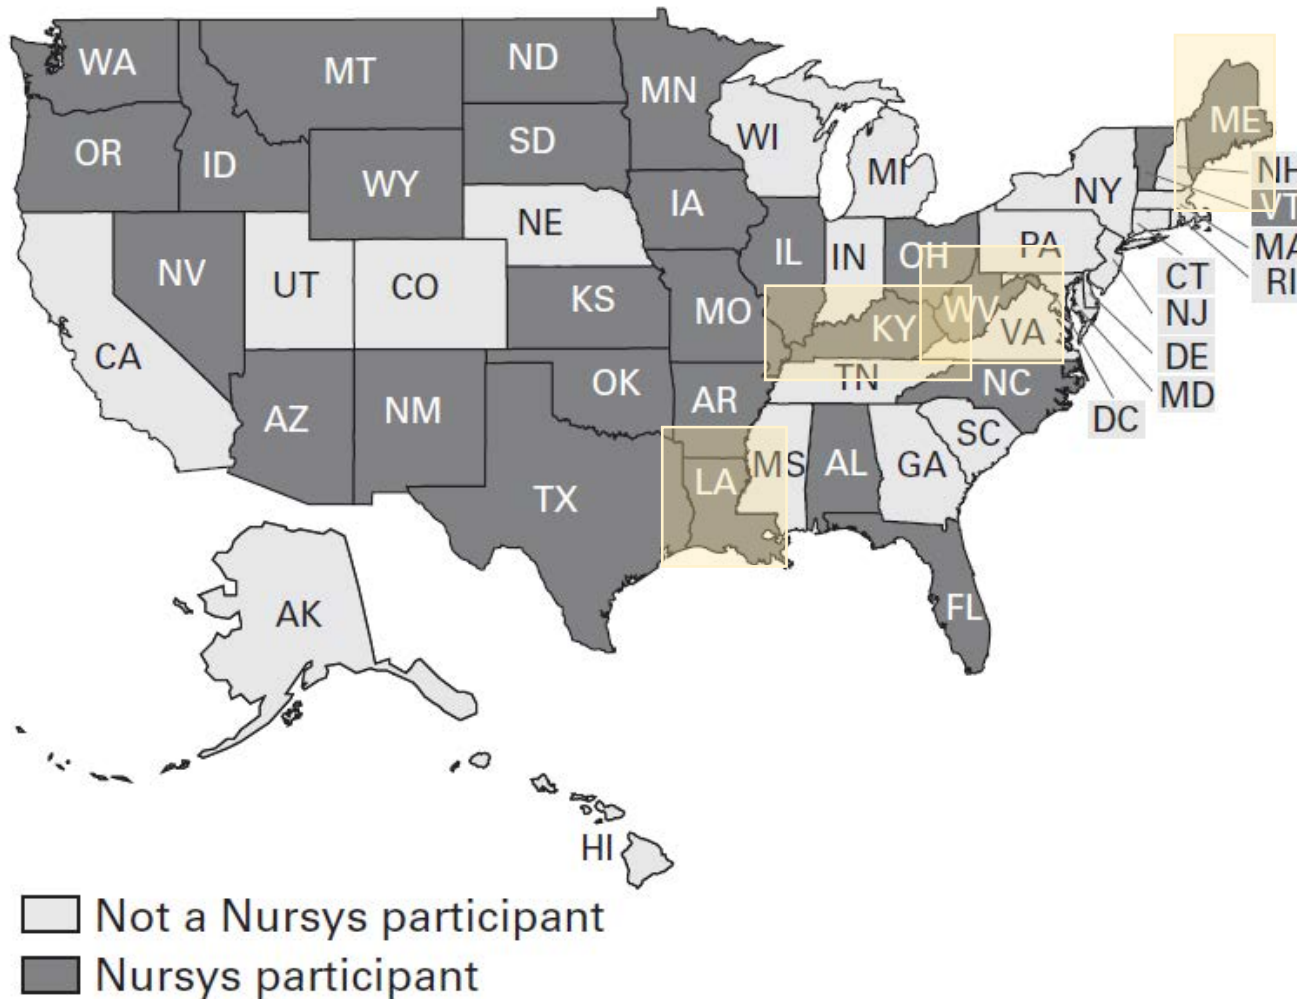 WA
MT
ND
MN
OR
ID
SD
WI
MI
ME
NH
VT
MA
RI
WY
NY
IA
NE
PA
CT
NJ
DE
MD
DC
NV
UT
CO
IL
IN
OH
KS
MO
KY
WV
VA
CA
OK
TN
NC
AZ
NM
AR
SC
TX
LA
MS
AL
GA
FL
AK
HI
Not a Nursys participant
Nursys participant